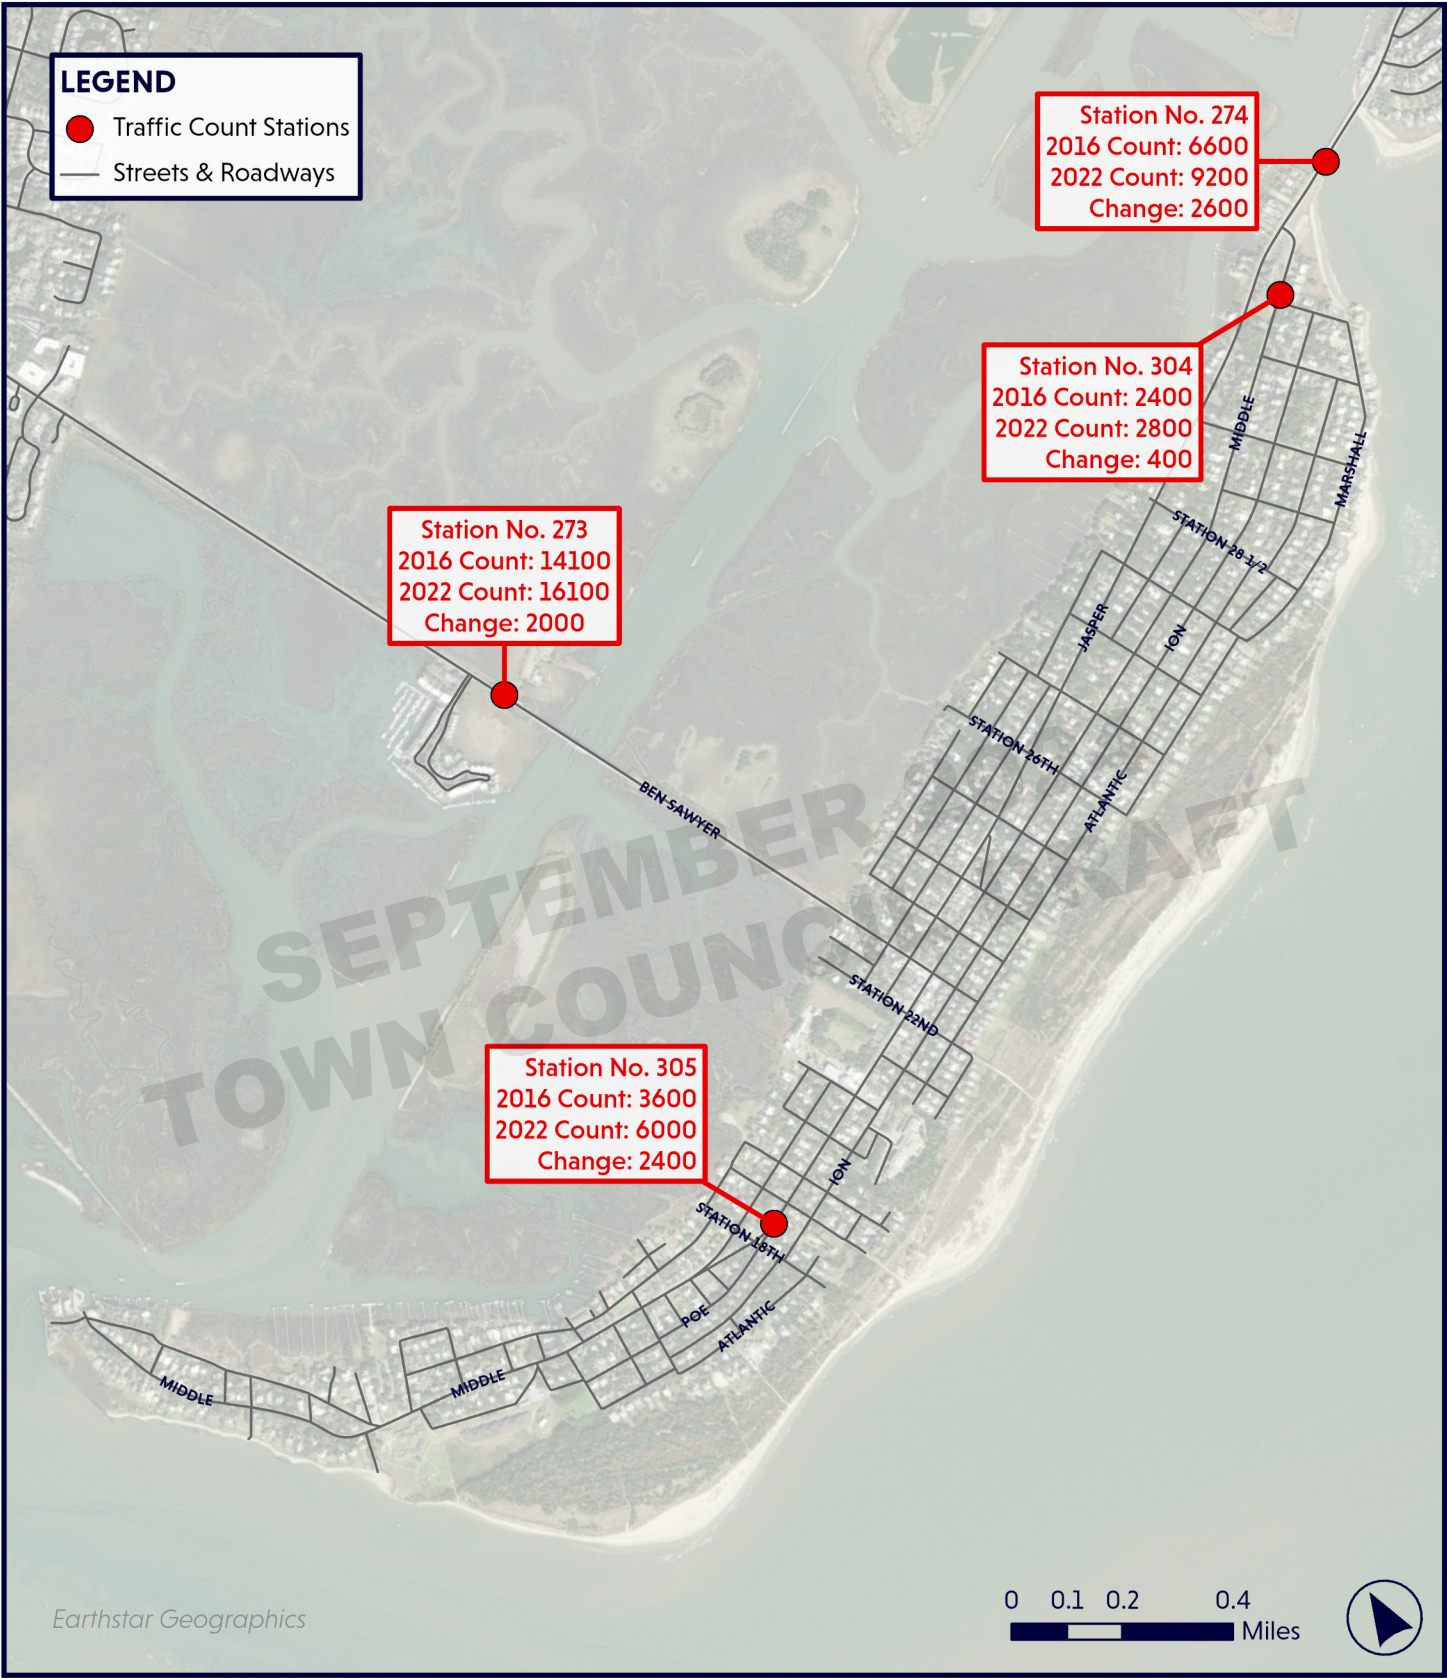 LEGEND
Traffic Count Stations
Streets & Roadways
Station No. 274
2016 Count: 6600
2022 Count: 9200
Change: 2600
Station No. 304
2016 Count: 2400
2022 Count: 2800
Change: 400
MIDDLE
MARSHALL
STATION 28 1/2
Station No. 273
2016 Count: 14100
2022 Count: 16100
Change: 2000
JASPER
ION
STATION 26TH
ATLANTIC
BEN SAWYER
SEPTEMBER
TOWN COUNCIL DRAFT
STATION 22ND
Station No. 305
2016 Count: 3600
2022 Count: 6000
Change: 2400
ION
STATION 18TH
POE
ATLANTIC
MIDDLE
MIDDLE
Earthstar Geographics
0 0.1 0.2 0.4
Miles